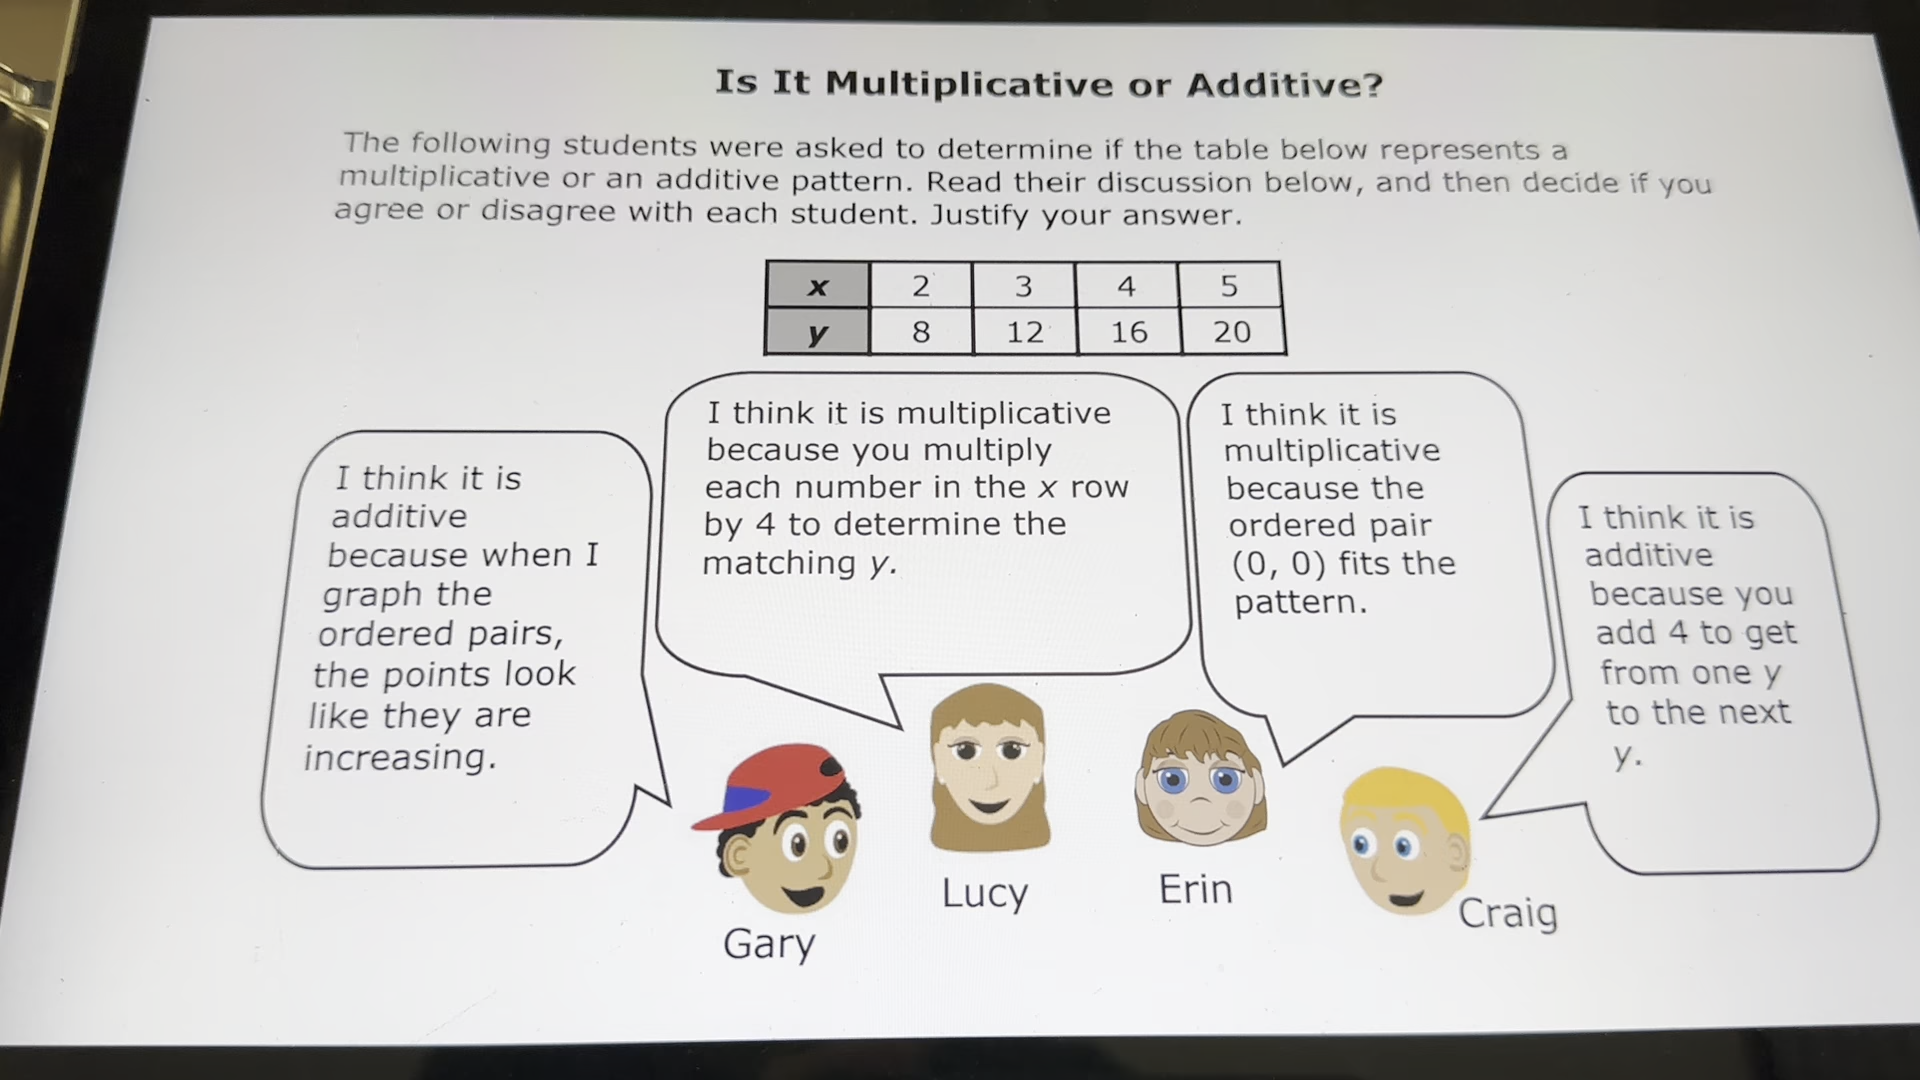 Is It Multiplicative or Additive?
The following students were asked to determine if the table below represents a
multiplicative or an additive pattern. Read their discussion below, and then decide if you
agree or disagree with each student. Justify your answer.
x 2 3 4 5
y 8 12 16 20
I think it is
additive
because when I
graph the
ordered pairs,
the points look
like they are
increasing.
I think it is multiplicative
because you multiply
each number in the x row
by 4 to determine the
matching y.
I think it is
multiplicative
because the
ordered pair
(0, 0) fits the
pattern.
I think it is
additive
because you
add 4 to get
from one y
to the next
y.
Gary
Lucy
Erin
Craig